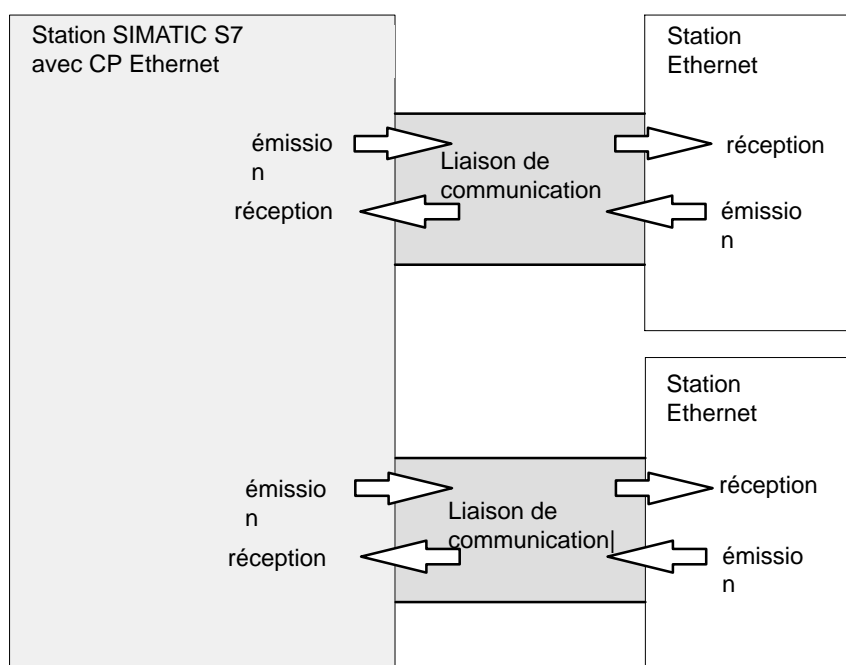 Station SIMATIC S7
avec CP Ethernet
Station
Ethernet
émissio
n
réception
Liaison de
communication
réception
émissio
n
Station
Ethernet
émissio
n
réception
Liaison de
communication|
réception
émissio
n